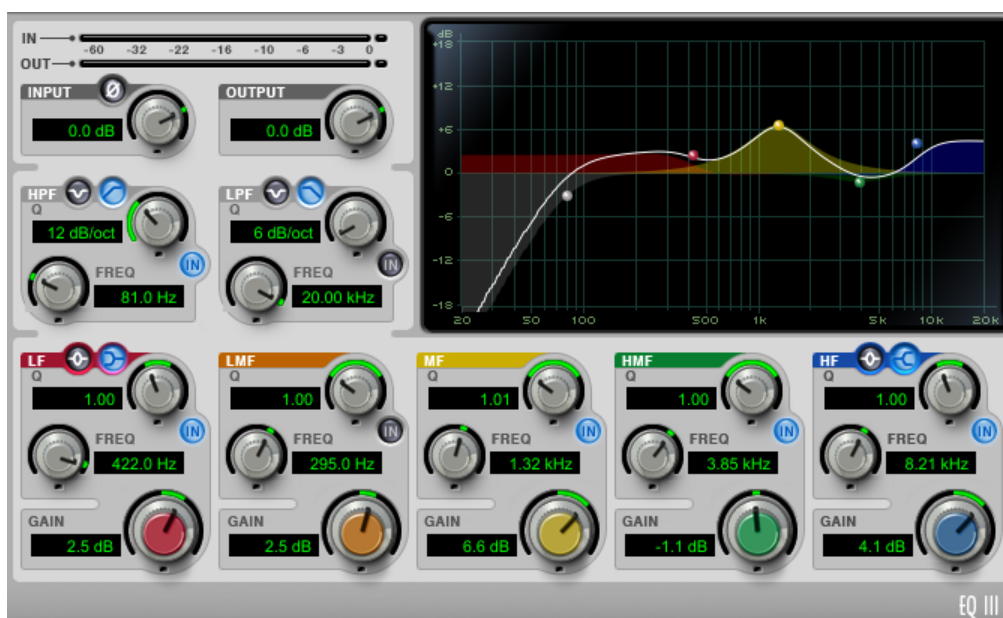 IN
-60 -32 -22 -16 -10 -6 -3 0
OUT
INPUT Ø
0.0 dB
OUTPUT
0.0 dB
HPF
Q
12 dB/oct
FREQ
IN
81.0 Hz
LPF
Q
6 dB/oct
FREQ
IN
20.00 kHz
dB
+18
+12
+6
0
-6
-12
-18
20 50 100 500 1k 5k 10k 20k
LF
Q
1.00
IN
FREQ
422.0 Hz
GAIN
2.5 dB
LMF
Q
1.00
IN
FREQ
295.0 Hz
GAIN
2.5 dB
MF
Q
1.01
IN
FREQ
1.32 kHz
GAIN
6.6 dB
HMF
Q
1.00
IN
FREQ
3.85 kHz
GAIN
-1.1 dB
HF
Q
1.00
IN
FREQ
8.21 kHz
GAIN
4.1 dB
EQ III